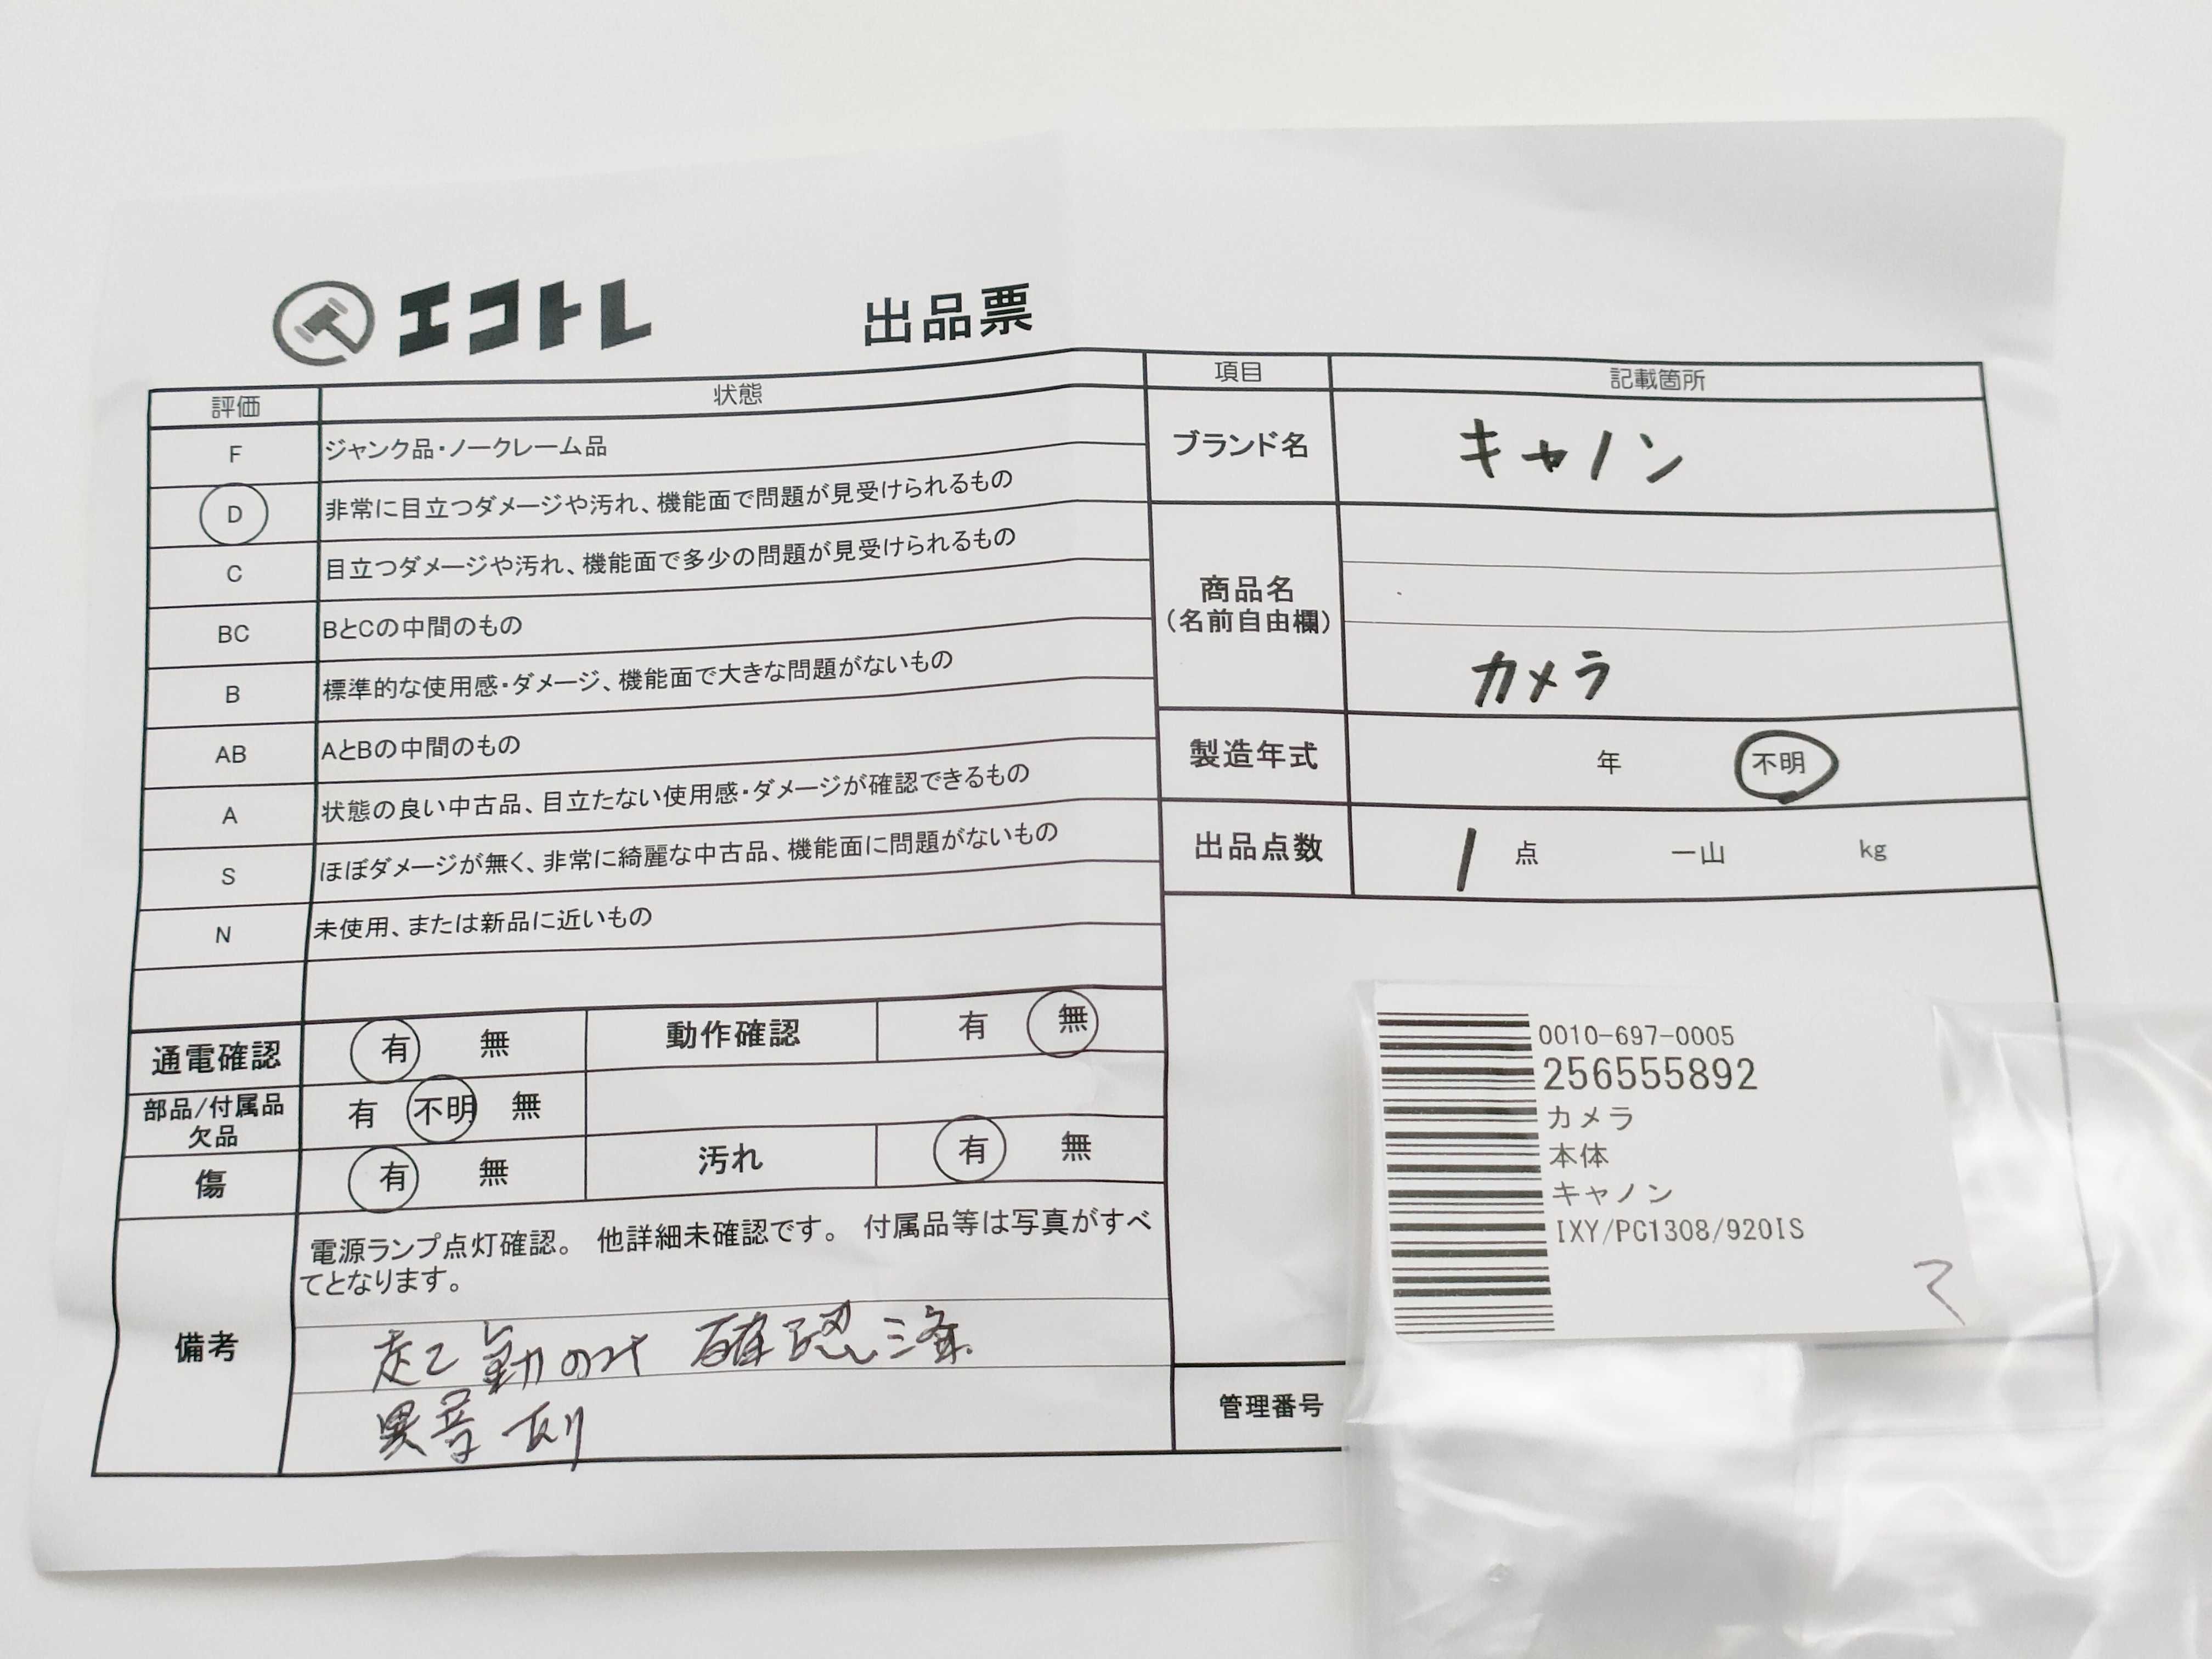 エコトレ 出品票
評価 状態
F ジャンク品・ノークレーム品
D 非常に目立つダメージや汚れ、機能面で問題が見受けられるもの
C 目立つダメージや汚れ、機能面で多少の問題が見受けられるもの
BC BとCの中間のもの
B 標準的な使用感・ダメージ、機能面で大きな問題がないもの
AB AとBの中間のもの
A 状態の良い中古品、目立たない使用感・ダメージが確認できるもの
S ほぼダメージが無く、非常に綺麗な中古品、機能面に問題がないもの
N 未使用、または新品に近いもの
通電確認 有 無 動作確認 有 無
部品/付属品
欠品
有 不明 無
傷 有 無 汚れ 有 無
備考
電源ランプ点灯確認。 他詳細未確認です。 付属品等は写真がすべ
てとなります。
起動のみ 確認済
異音有り
項目 記載箇所
ブランド名 キャノン
商品名
(名前自由欄)
カメラ
製造年式 年 不明
出品点数 1 点 一山 kg
管理番号
0010-697-0005
256555892
カメラ
本体
キャノン
IXY/PC1308/920IS